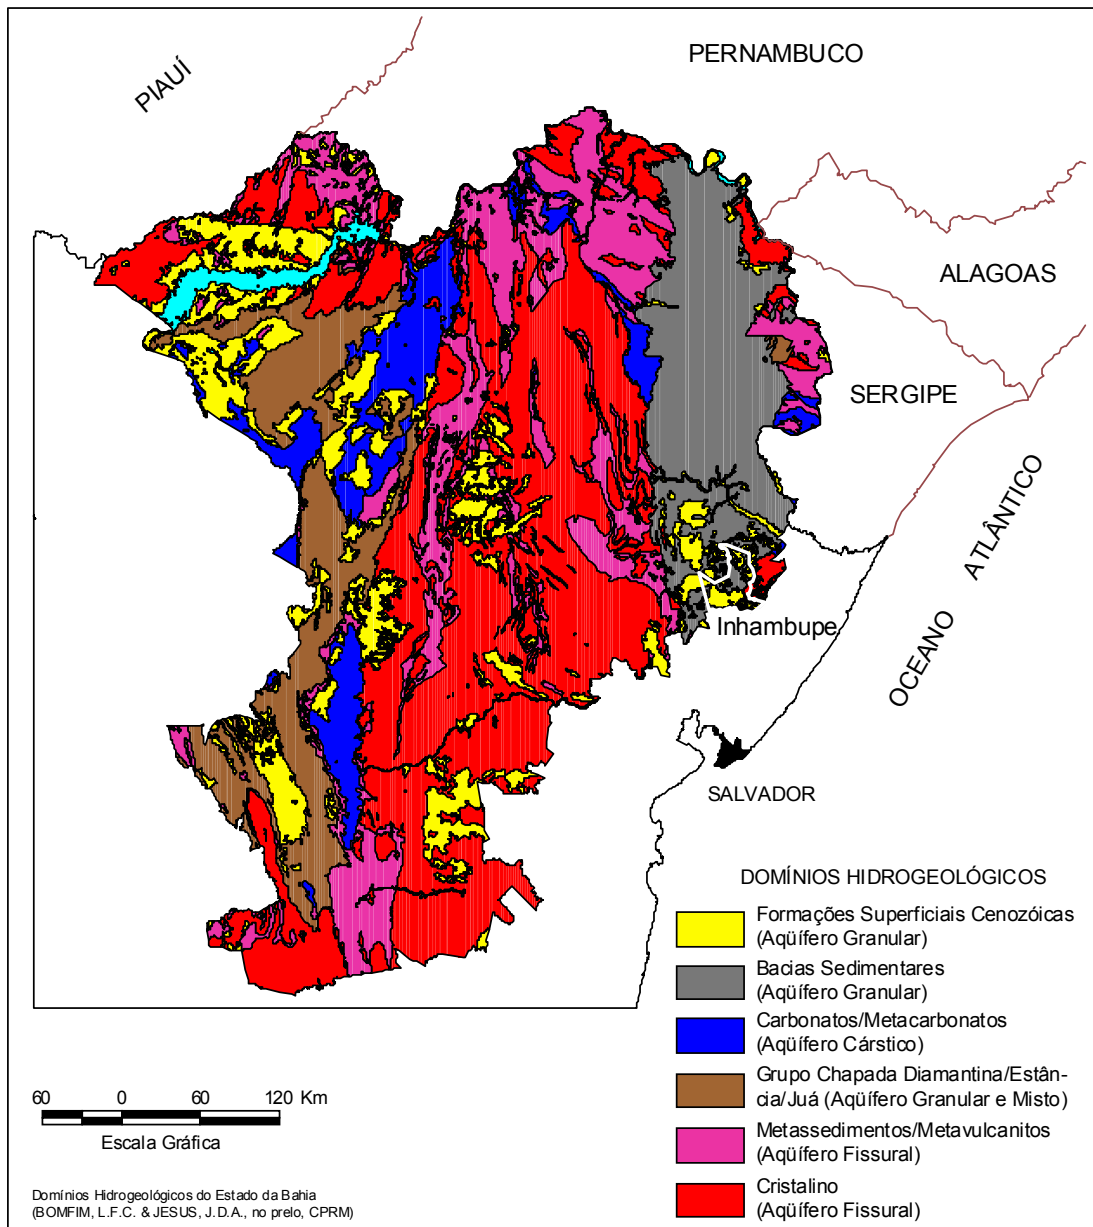 PERNAMBUCO
PIAUÍ
ALAGOAS
SERGIPE
OCEANO ATLÂNTICO
Inhambupe
SALVADOR
DOMÍNIOS HIDROGEOLÓGICOS
Formações Superficiais Cenozóicas
(Aqüífero Granular)
Bacias Sedimentares
(Aqüífero Granular)
Carbonatos/Metacarbonatos
(Aqüífero Cárstico)
Grupo Chapada Diamantina/Estân-
cia/Juá (Aqüífero Granular e Misto)
Metassedimentos/Metavulcanitos
(Aqüífero Fissural)
Cristalino
(Aqüífero Fissural)
60 0 60 120 Km
Escala Gráfica
Domínios Hidrogeológicos do Estado da Bahia
(BOMFIM, L.F.C. & JESUS, J.D.A., no prelo, CPRM)